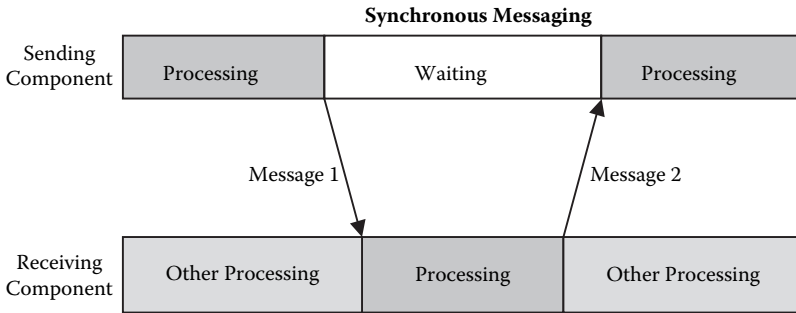 Synchronous Messaging
Sending
Component
Processing
Waiting
Processing
Message 1
Message 2
Receiving
Component
Other Processing
Processing
Other Processing